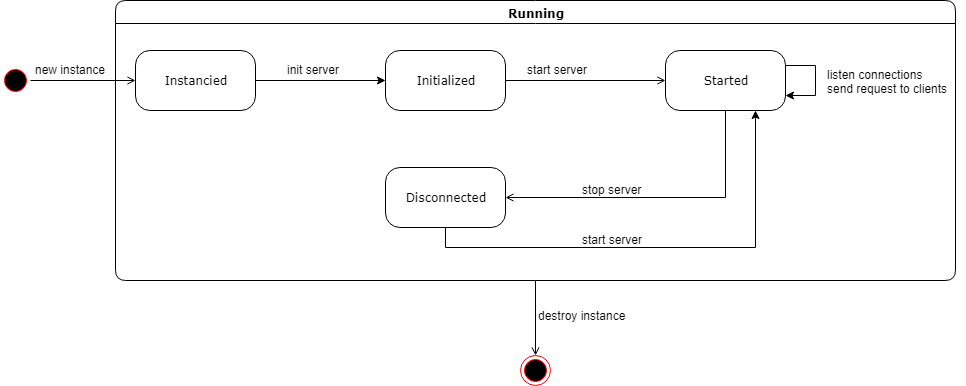 Running
new instance
Instancied
init server
Initialized
start server
Started
listen connections
send request to clients
Disconnected
stop server
start server
destroy instance